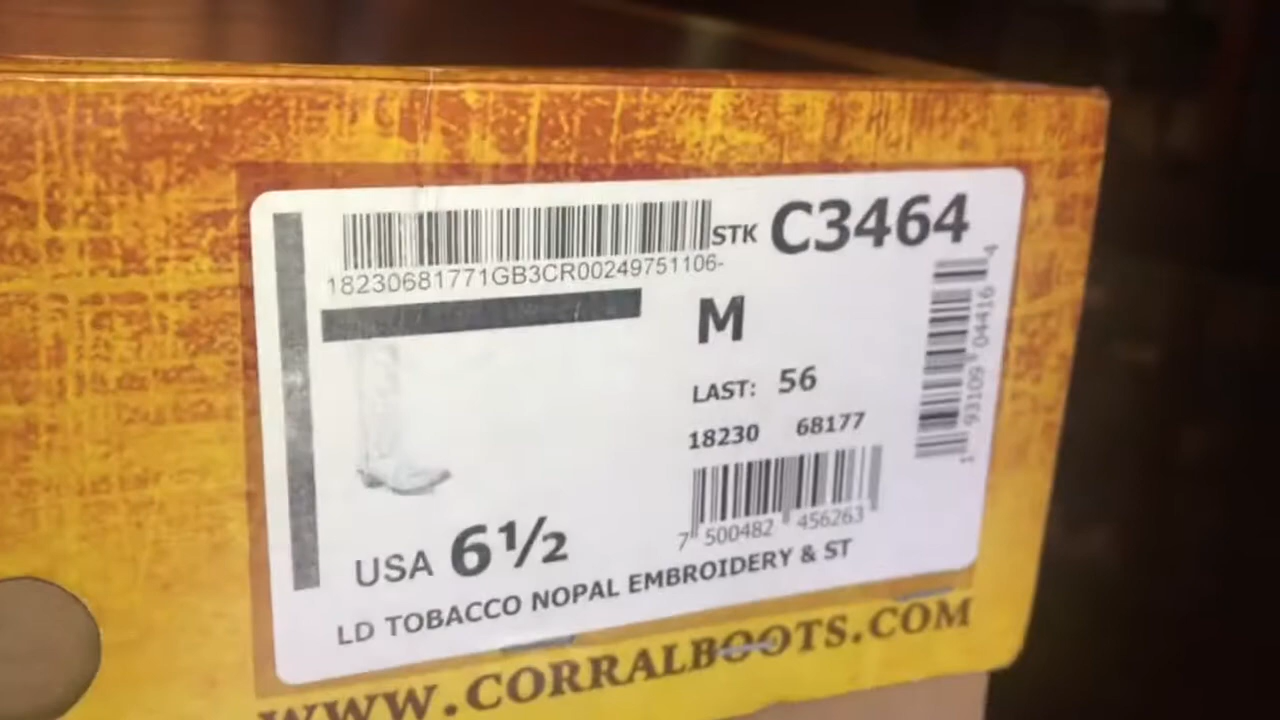 STK C3464
18230681771GB3CR00249751106-
M
LAST: 56
18230 68177
7 500482 456263
1 93109 04416 4
USA 6½
LD TOBACCO NOPAL EMBROIDERY & ST
WWW.CORRALBOOTS.COM